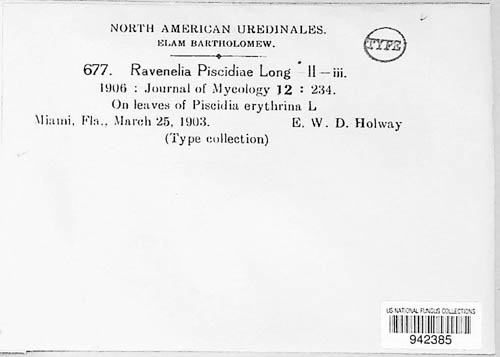 NORTH AMERICAN UREDINALES.
ELAM BARTHOLOMEW.
TYPE
677. Ravenelia Piscidiae Long II—iii.
1906 : Journal of Mycology 12 : 234.
On leaves of Piscidia erythrina L
Miami, Fla., March 25, 1903. E. W. D. Holway
(Type collection)
US NATIONAL FUNGUS COLLECTIONS
942385